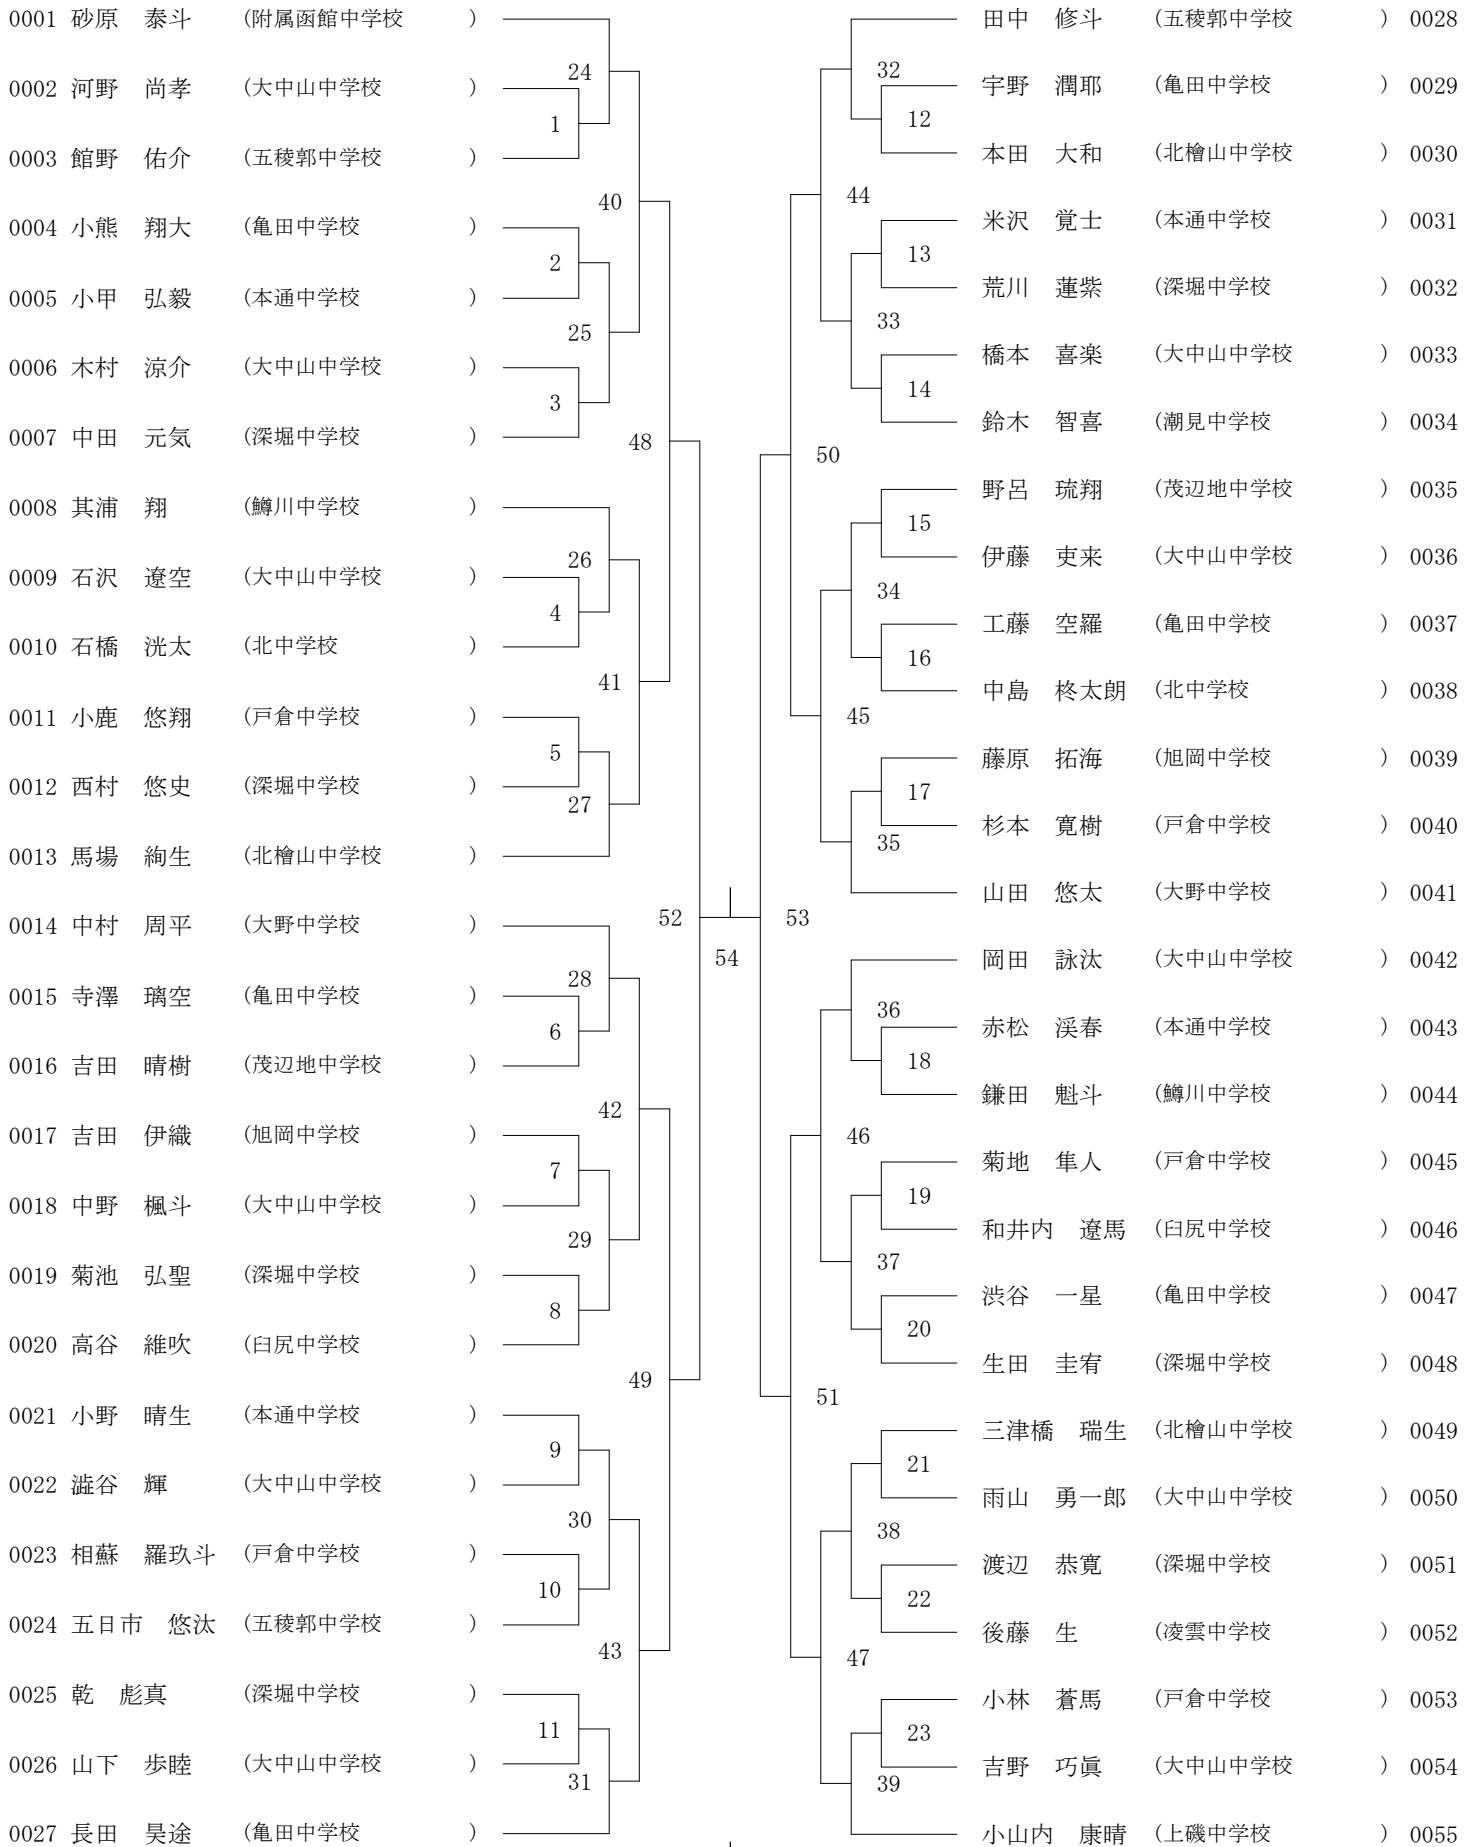 0001 砂原　泰斗　(附属函館中学校　)
24
0002 河野　尚孝　(大中山中学校　)
1
0003 館野　佑介　(五稜郭中学校　)
40
0004 小熊　翔大　(亀田中学校　)
2
0005 小甲　弘毅　(本通中学校　)
25
0006 木村　涼介　(大中山中学校　)
3
0007 中田　元気　(深堀中学校　)
48
0008 其浦　翔　(鱒川中学校　)
26
0009 石沢　遼空　(大中山中学校　)
4
0010 石橋　洸太　(北中学校　)
41
0011 小鹿　悠翔　(戸倉中学校　)
5
0012 西村　悠史　(深堀中学校　)
27
0013 馬場　絢生　(北檜山中学校　)
52
0014 中村　周平　(大野中学校　)
28
0015 寺澤　璃空　(亀田中学校　)
6
0016 吉田　晴樹　(茂辺地中学校　)
42
0017 吉田　伊織　(旭岡中学校　)
7
0018 中野　楓斗　(大中山中学校　)
29
0019 菊池　弘聖　(深堀中学校　)
8
0020 高谷　維吹　(臼尻中学校　)
49
0021 小野　晴生　(本通中学校　)
9
0022 澁谷　輝　(大中山中学校　)
30
0023 相蘇　羅玖斗　(戸倉中学校　)
10
0024 五日市　悠汰　(五稜郭中学校　)
43
0025 乾　彪真　(深堀中学校　)
11
0026 山下　歩睦　(大中山中学校　)
31
0027 長田　昊途　(亀田中学校　)
54
田中　修斗　(五稜郭中学校　) 0028
32
宇野　潤耶　(亀田中学校　) 0029
12
本田　大和　(北檜山中学校　) 0030
44
米沢　覚士　(本通中学校　) 0031
13
荒川　蓮紫　(深堀中学校　) 0032
33
橋本　喜楽　(大中山中学校　) 0033
14
鈴木　智喜　(潮見中学校　) 0034
50
野呂　琉翔　(茂辺地中学校　) 0035
15
伊藤　吏来　(大中山中学校　) 0036
34
工藤　空羅　(亀田中学校　) 0037
16
中島　柊太朗　(北中学校　) 0038
45
藤原　拓海　(旭岡中学校　) 0039
17
杉本　寛樹　(戸倉中学校　) 0040
35
山田　悠太　(大野中学校　) 0041
53
岡田　詠汰　(大中山中学校　) 0042
36
赤松　渓春　(本通中学校　) 0043
18
鎌田　魁斗　(鱒川中学校　) 0044
46
菊地　隼人　(戸倉中学校　) 0045
19
和井内　遼馬　(臼尻中学校　) 0046
37
渋谷　一星　(亀田中学校　) 0047
20
生田　圭宥　(深堀中学校　) 0048
51
三津橋　瑞生　(北檜山中学校　) 0049
21
雨山　勇一郎　(大中山中学校　) 0050
38
渡辺　恭寛　(深堀中学校　) 0051
22
後藤　生　(凌雲中学校　) 0052
47
小林　蒼馬　(戸倉中学校　) 0053
23
吉野　巧眞　(大中山中学校　) 0054
39
小山内　康晴　(上磯中学校　) 0055